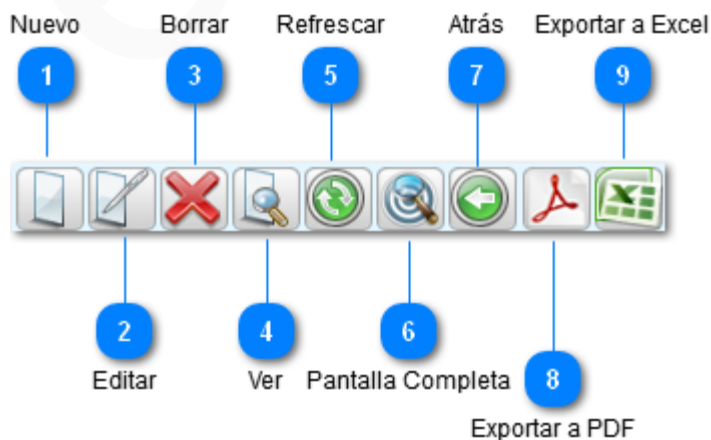 Nuevo Borrar Refrescar Atrás Exportar a Excel
1 3 5 7 9
2 4 6 8
Editar Ver Pantalla Completa
Exportar a PDF